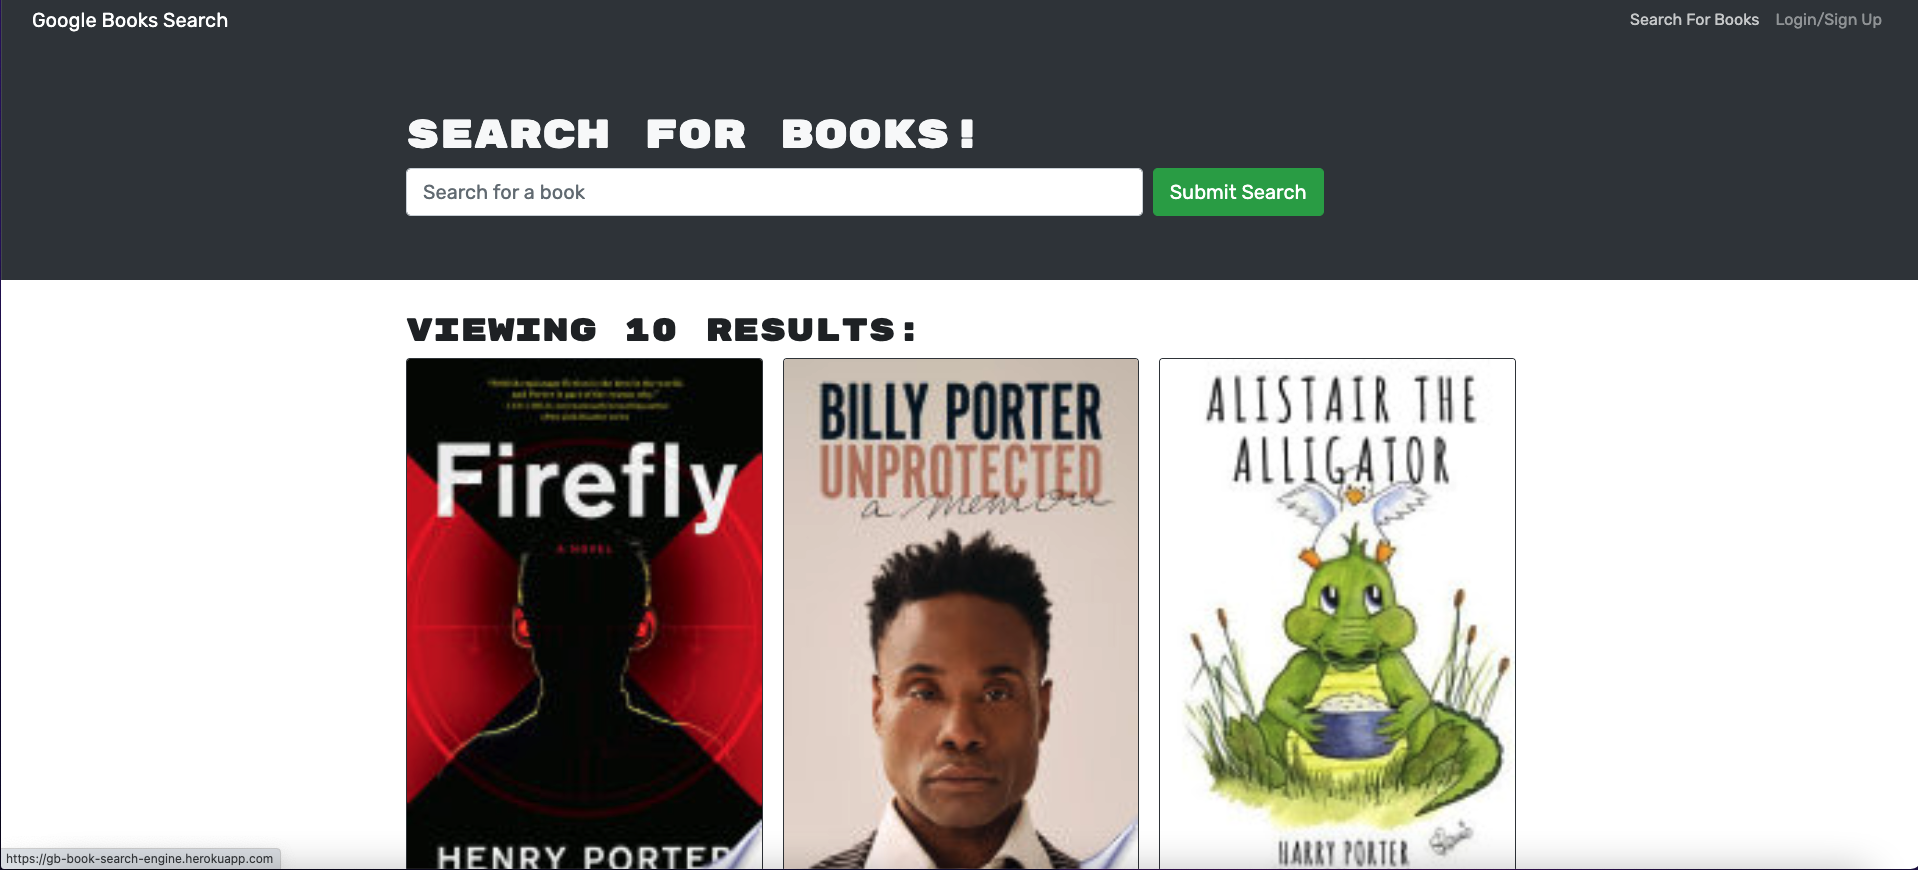 Google Books Search
Search For Books
Login/Sign Up
SEARCH FOR BOOKS!
Search for a book
Submit Search
VIEWING 10 RESULTS:
Firefly
A NOVEL
HENRY PORTER
BILLY PORTER
UNPROTECTED
a memoir
ALISTAIR THE
ALLIGATOR
HARRY PORTER
https://gb-book-search-engine.herokuapp.com